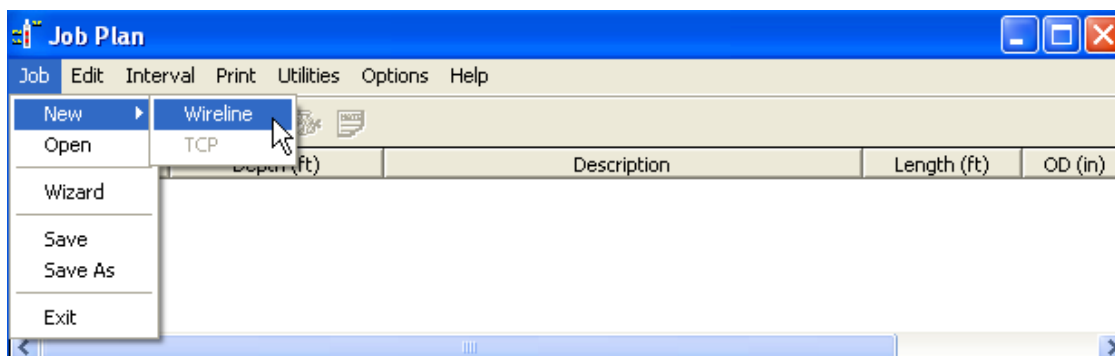 Job Plan
Job Edit Interval Print Utilities Options Help
New Wireline
Open TCP
Depth (ft) Description Length (ft) OD (in)
Wizard
Save
Save As
Exit